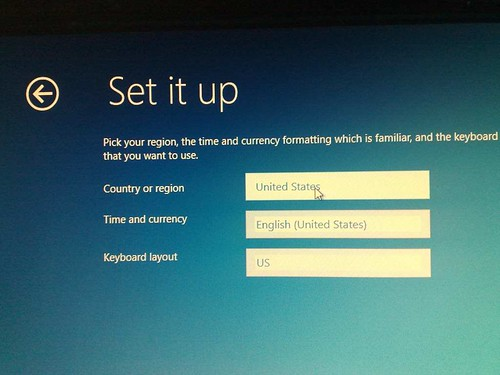 Set it up
Pick your region, the time and currency formatting which is familiar, and the keyboard
that you want to use.
Country or region
United States
Time and currency
English (United States)
Keyboard layout
US